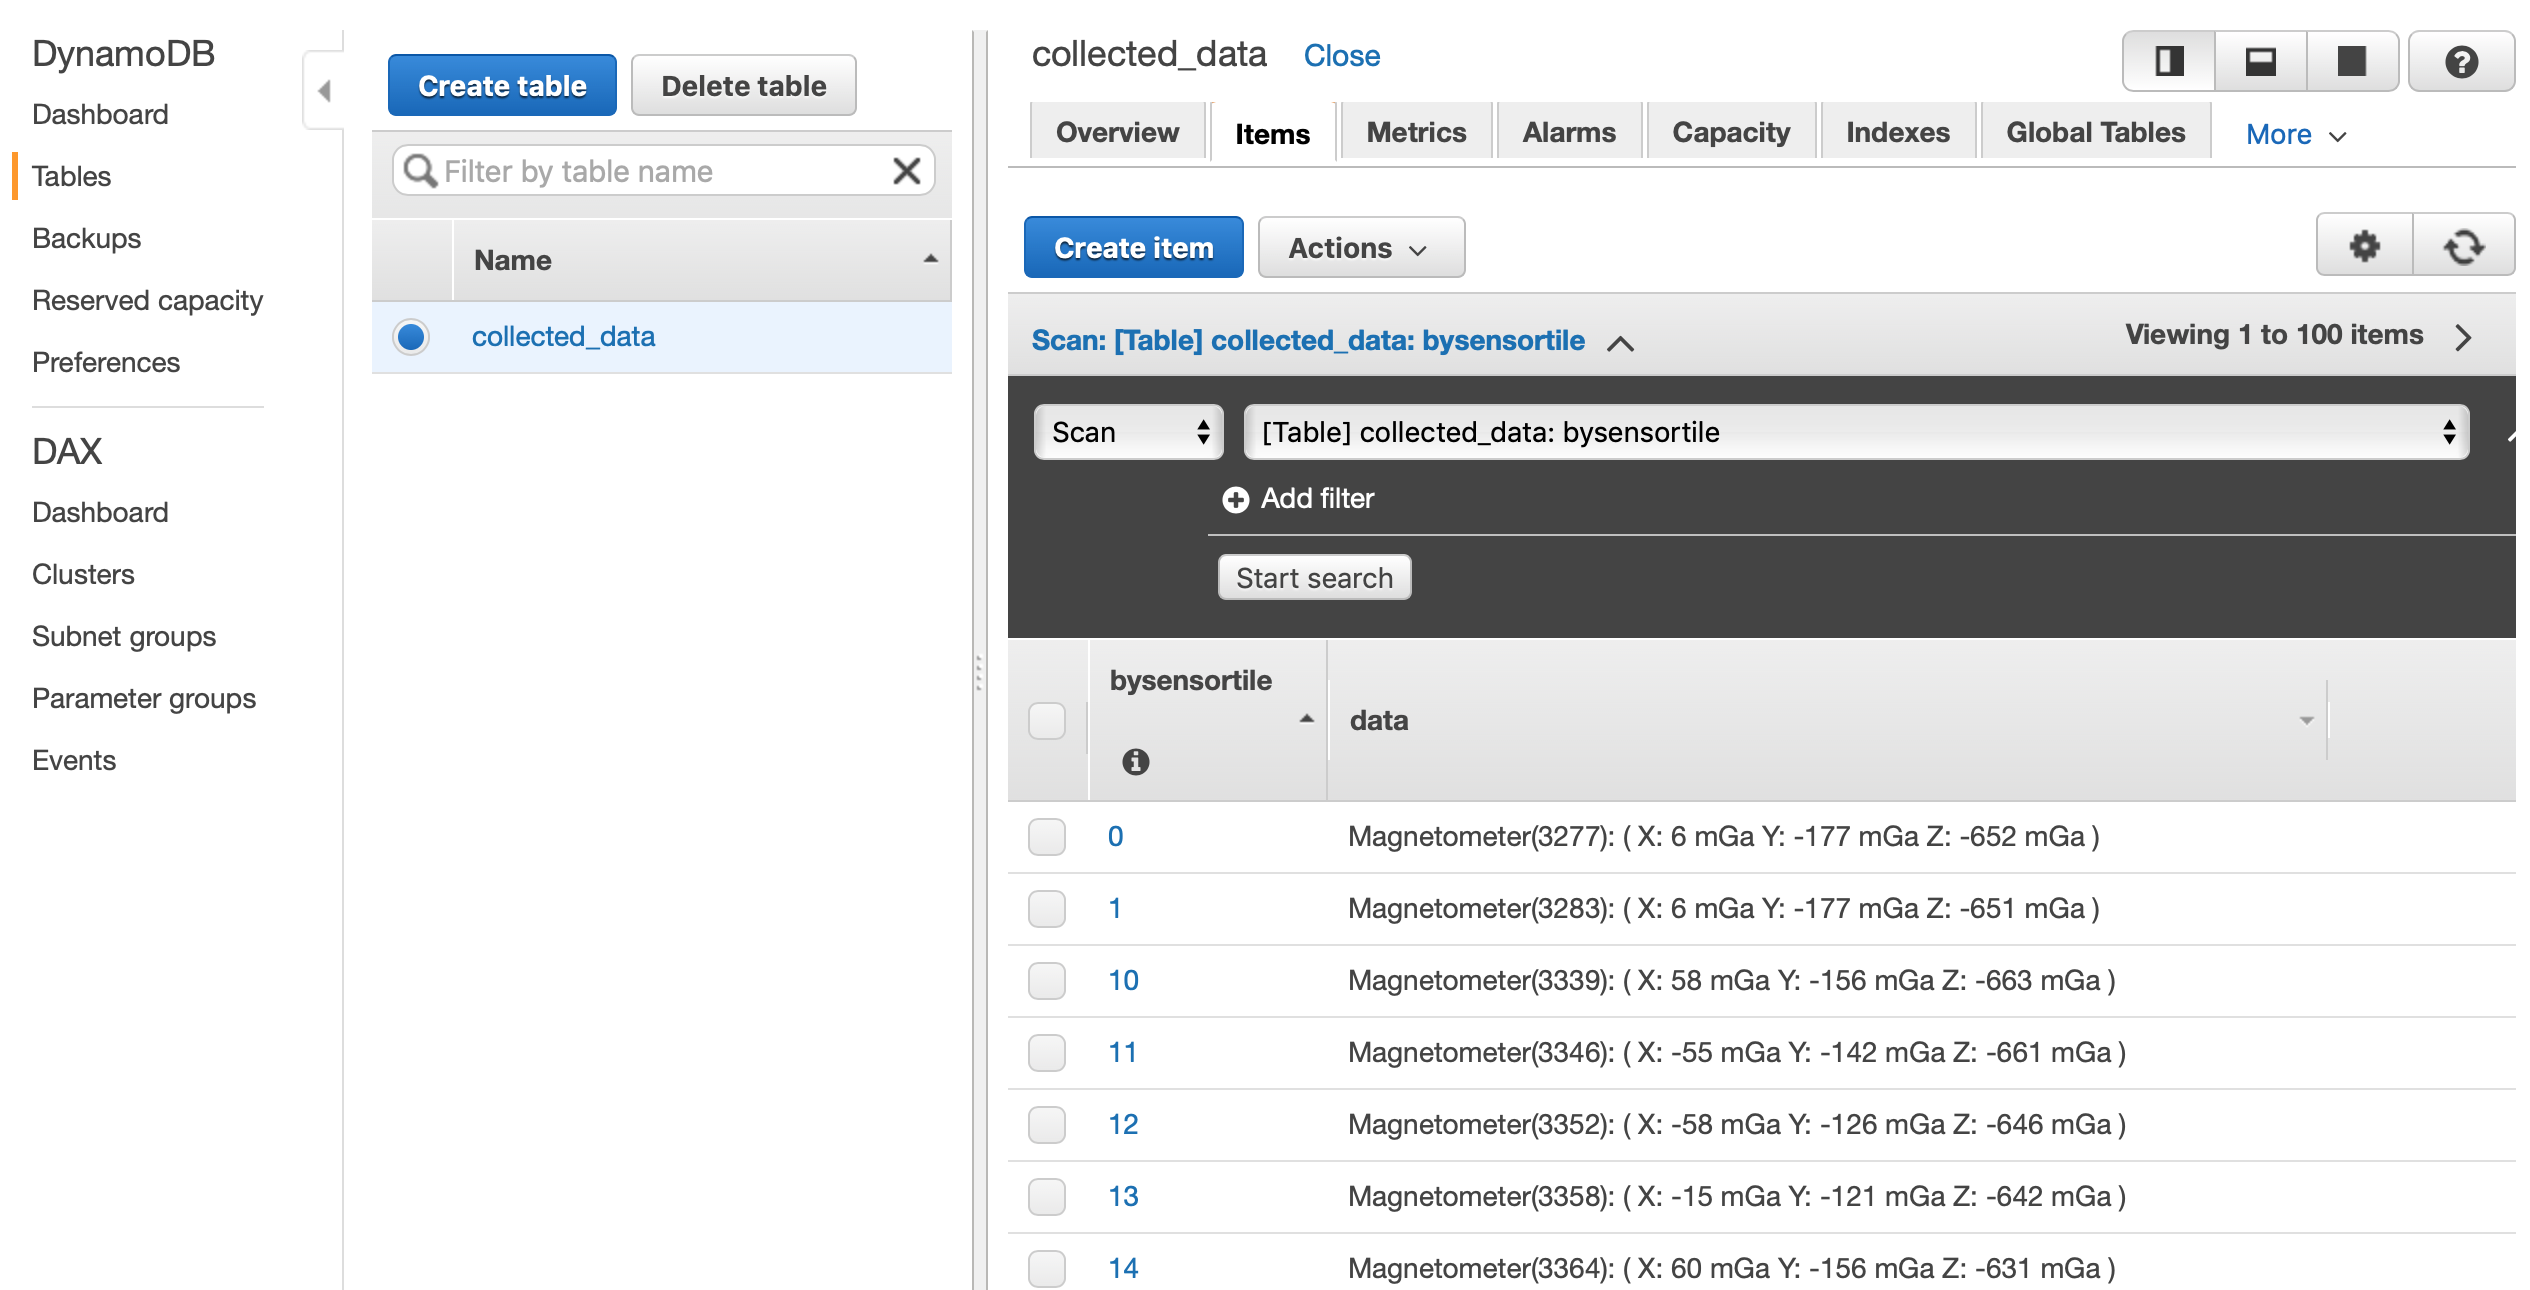 DynamoDB
Dashboard
Tables
Backups
Reserved capacity
Preferences
DAX
Dashboard
Clusters
Subnet groups
Parameter groups
Events
Create table Delete table
Filter by table name
Name
collected_data
collected_data Close
Overview Items Metrics Alarms Capacity Indexes Global Tables More
Create item Actions
Scan: [Table] collected_data: bysensortile Viewing 1 to 100 items
Scan [Table] collected_data: bysensortile
Add filter
Start search
bysensortile data
0 Magnetometer(3277): ( X: 6 mGa Y: -177 mGa Z: -652 mGa )
1 Magnetometer(3283): ( X: 6 mGa Y: -177 mGa Z: -651 mGa )
10 Magnetometer(3339): ( X: 58 mGa Y: -156 mGa Z: -663 mGa )
11 Magnetometer(3346): ( X: -55 mGa Y: -142 mGa Z: -661 mGa )
12 Magnetometer(3352): ( X: -58 mGa Y: -126 mGa Z: -646 mGa )
13 Magnetometer(3358): ( X: -15 mGa Y: -121 mGa Z: -642 mGa )
14 Magnetometer(3364): ( X: 60 mGa Y: -156 mGa Z: -631 mGa )